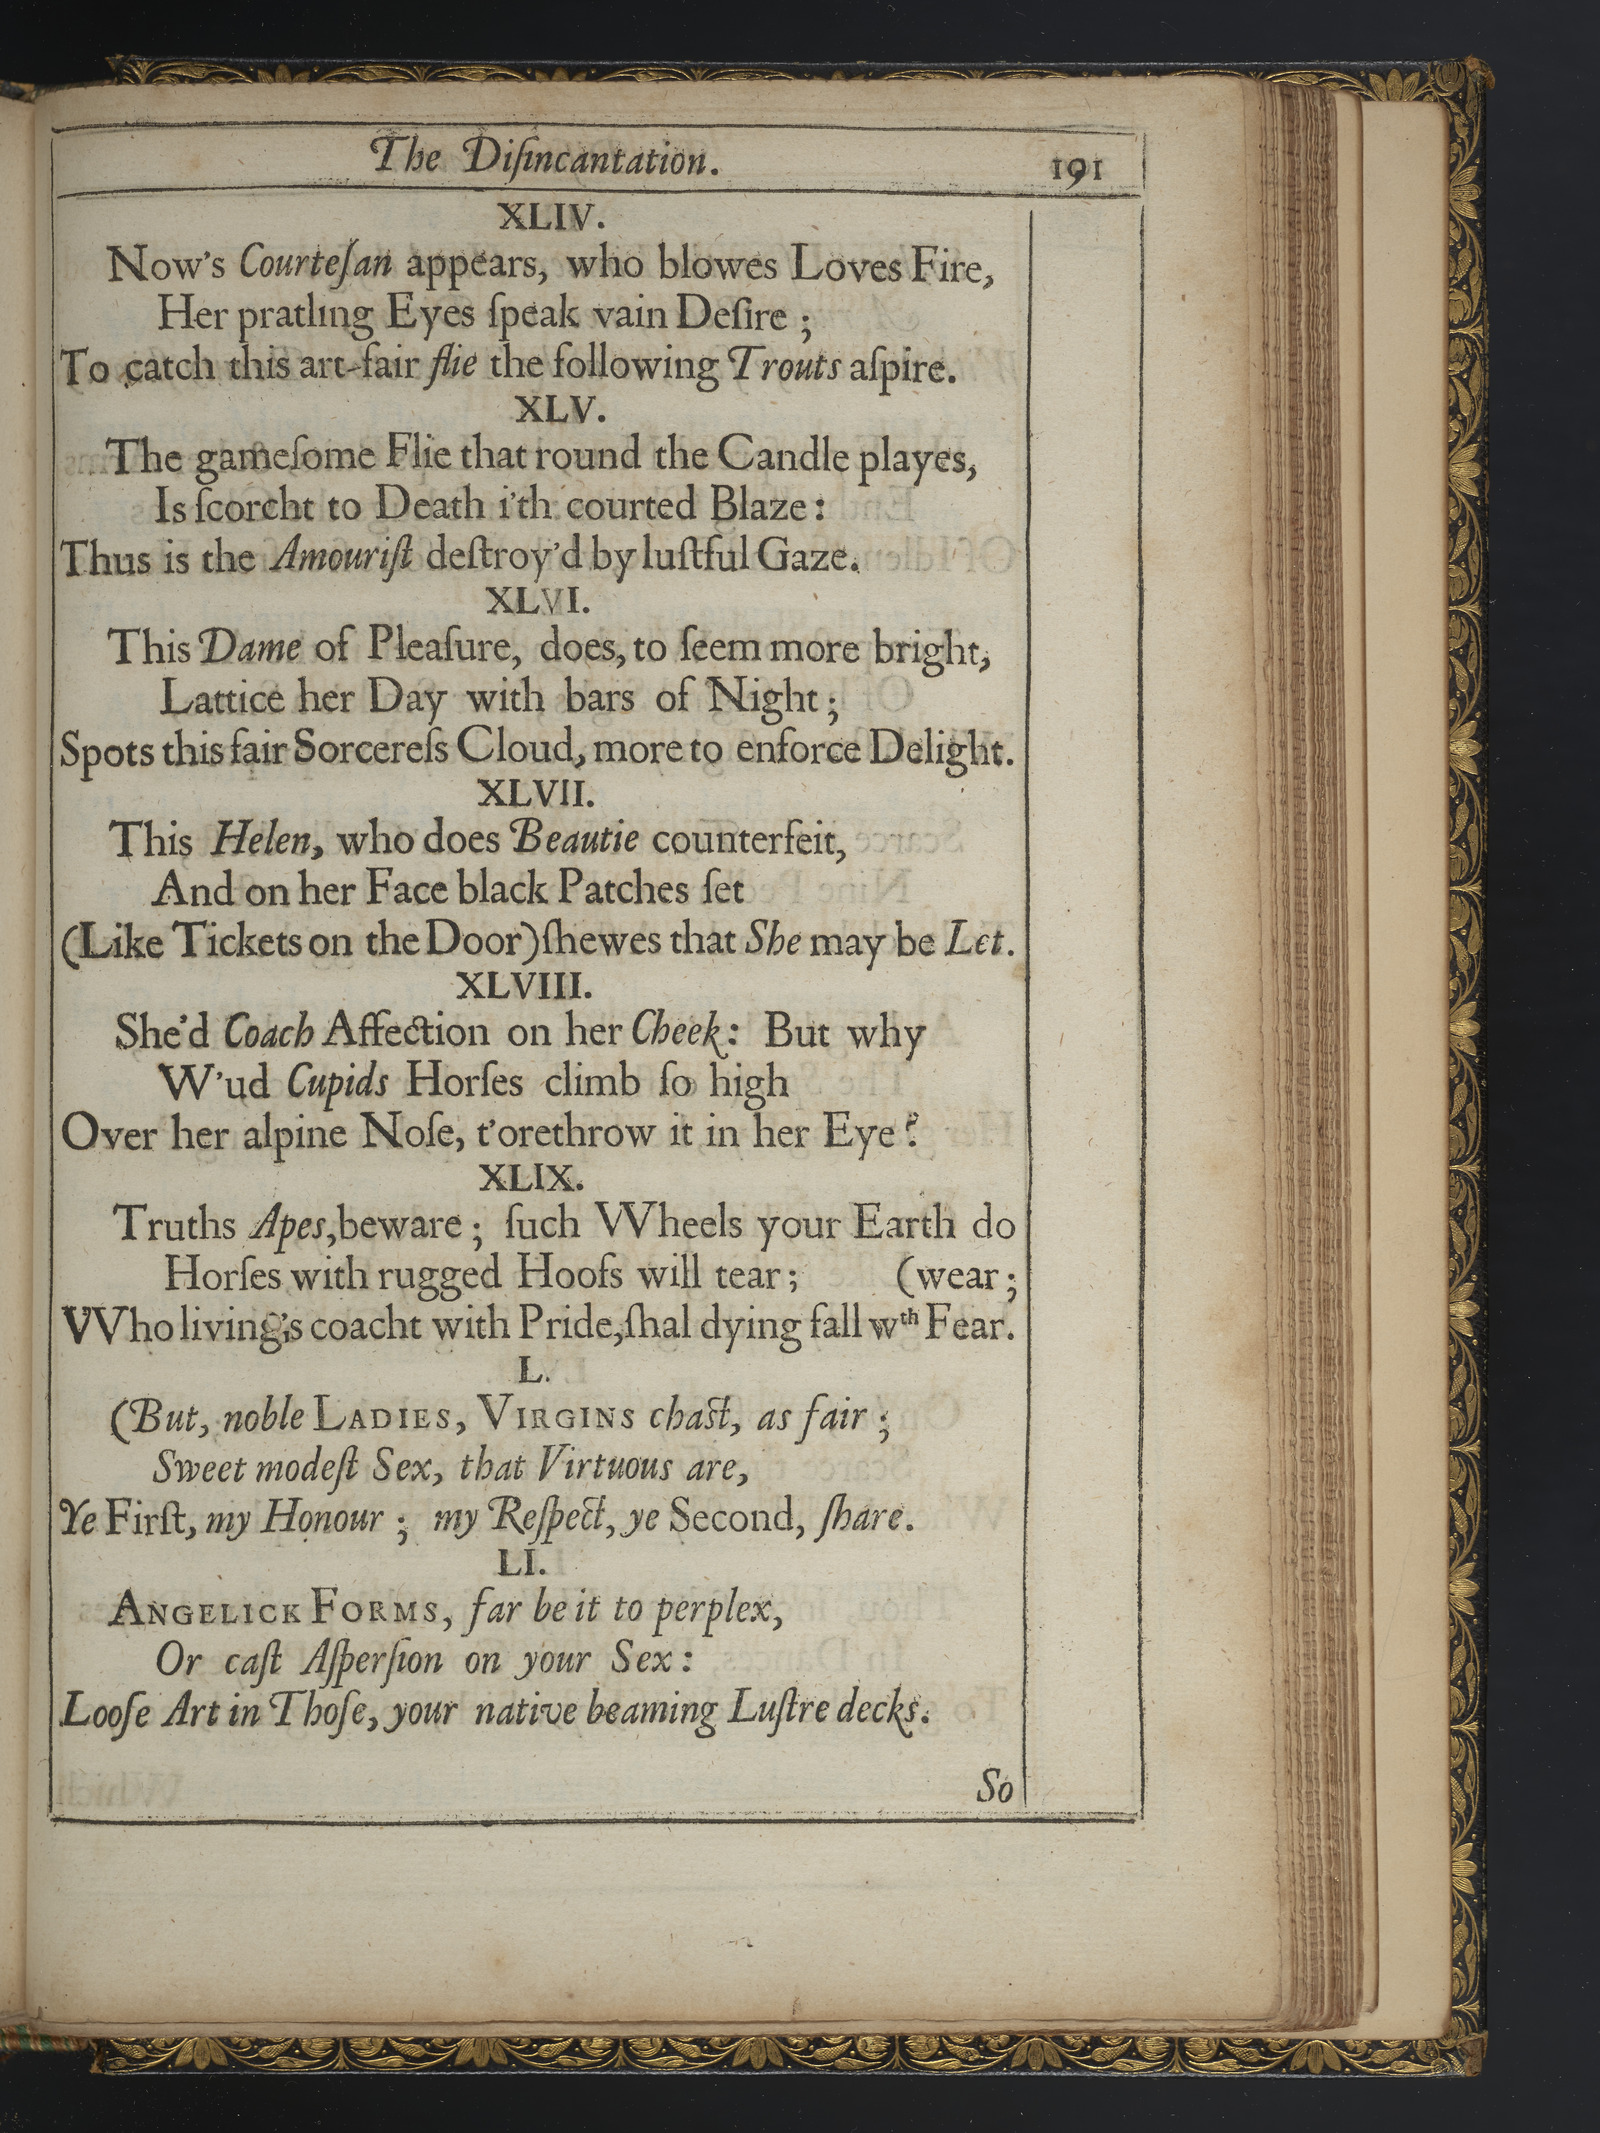 The Diſincantation. 191
XLIV.
Now's Courteſan appears, who blowes Loves Fire,
Her pratling Eyes ſpeak vain Deſire ;
To catch this art-fair flie the following Trouts aſpire.
XLV.
The gameſome Flie that round the Candle playes,
Is ſcorcht to Death i'th courted Blaze :
Thus is the Amouriſt deſtroy'd by luſtful Gaze.
XLVI.
This Dame of Pleaſure, does, to ſeem more bright,
Lattice her Day with bars of Night ;
Spots this fair Sorcereſs Cloud, more to enforce Delight.
XLVII.
This Helen, who does Beautie counterfeit,
And on her Face black Patches ſet
(Like Tickets on the Door) ſhewes that She may be Let.
XLVIII.
She'd Coach Affection on her Cheek : But why
W'ud Cupids Horſes climb ſo high
Over her alpine Noſe, t'orethrow it in her Eye ?
XLIX.
Truths Apes, beware ; ſuch VVheels your Earth do
Horſes with rugged Hoofs will tear ; (wear ;
VVho living's coacht with Pride, ſhal dying fall wth Fear.
L.
(But, noble LADIES, VIRGINS chaſt, as fair ;
Sweet modeſt Sex, that Virtuous are,
Ye Firſt, my Honour ; my Reſpect, ye Second, ſhare.
LI.
ANGELICK FORMS, far be it to perplex,
Or caſt Aſperſion on your Sex :
Looſe Art in Thoſe, your native beaming Luſtre decks.
So